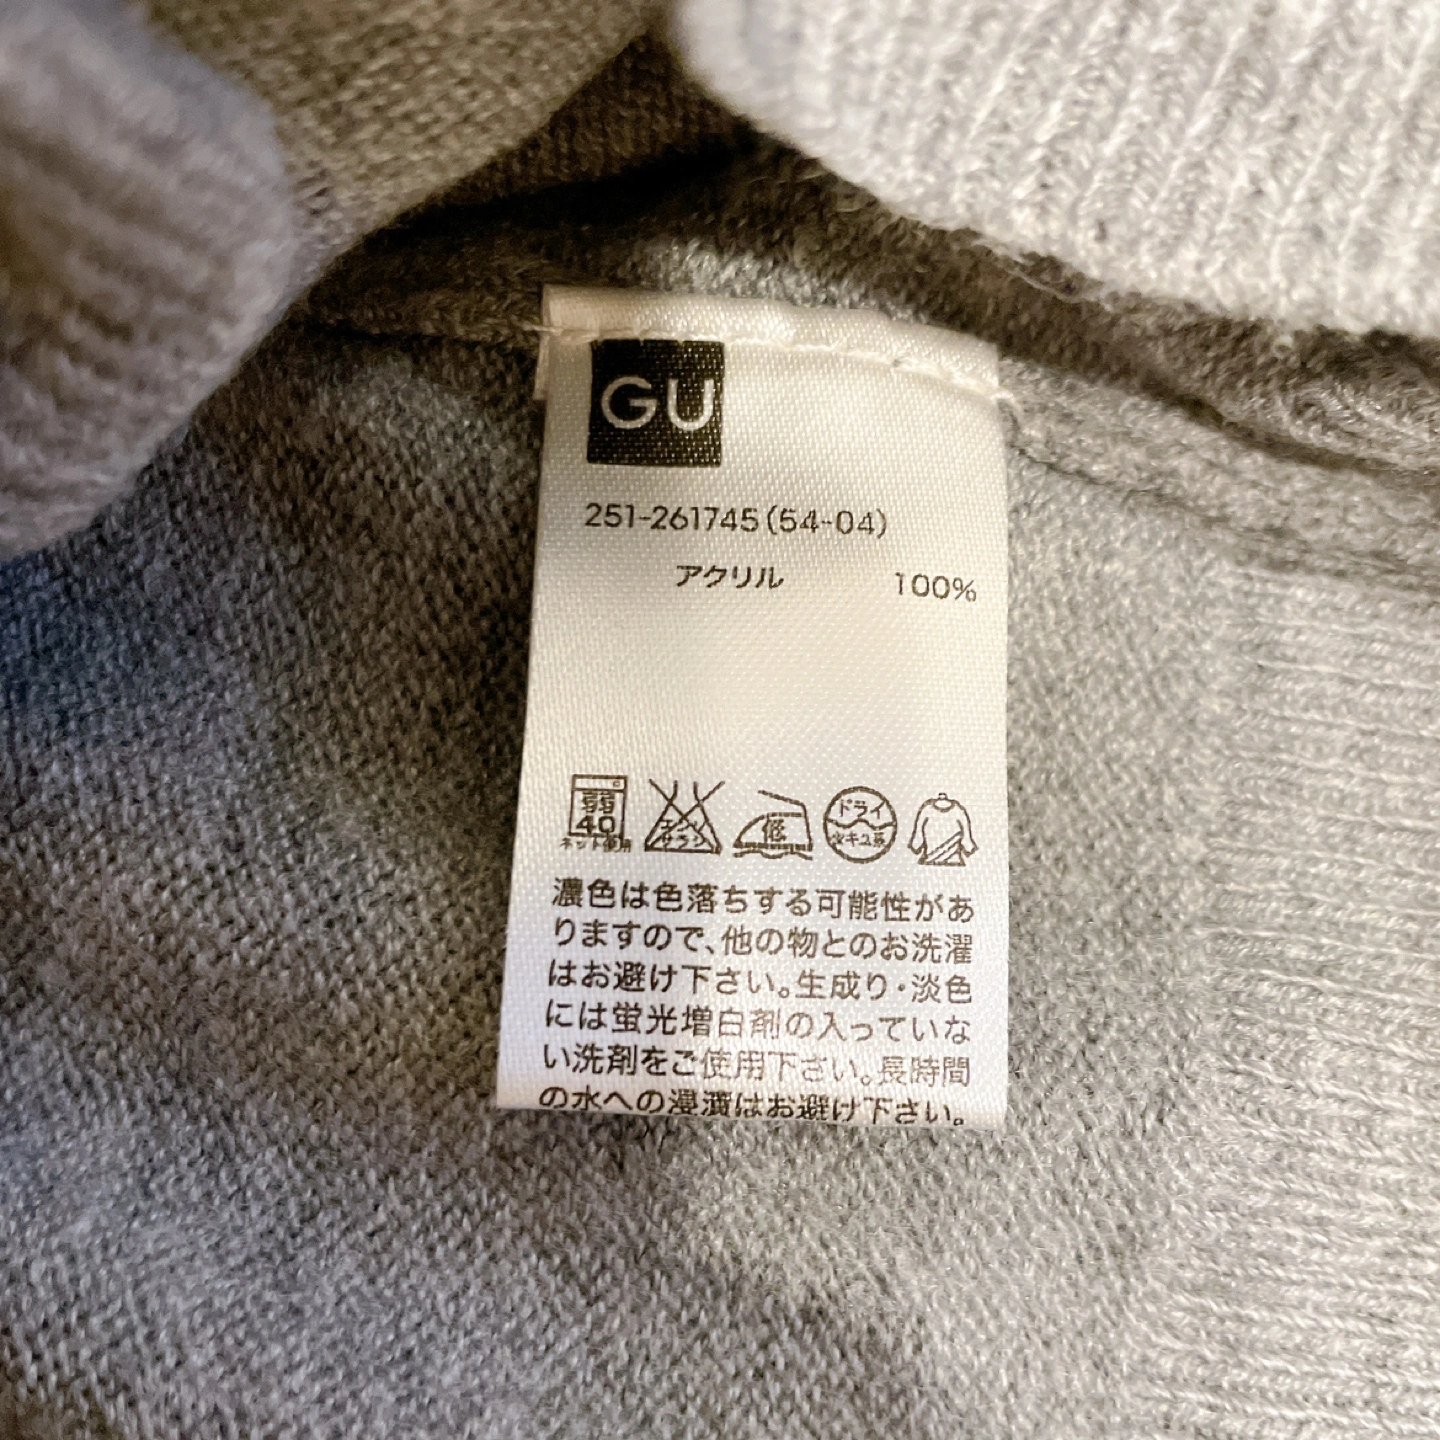 GU
251-261745(54-04)
アクリル 100%
弱
40
ネット使用
エンソ
サラシ
低
ドライ
セキユ系
濃色は色落ちする可能性があ
りますので、他の物とのお洗濯
はお避け下さい。生成り・淡色
には蛍光増白剤の入っていな
い洗剤をご使用下さい。長時間
の水への浸漬はお避け下さい。